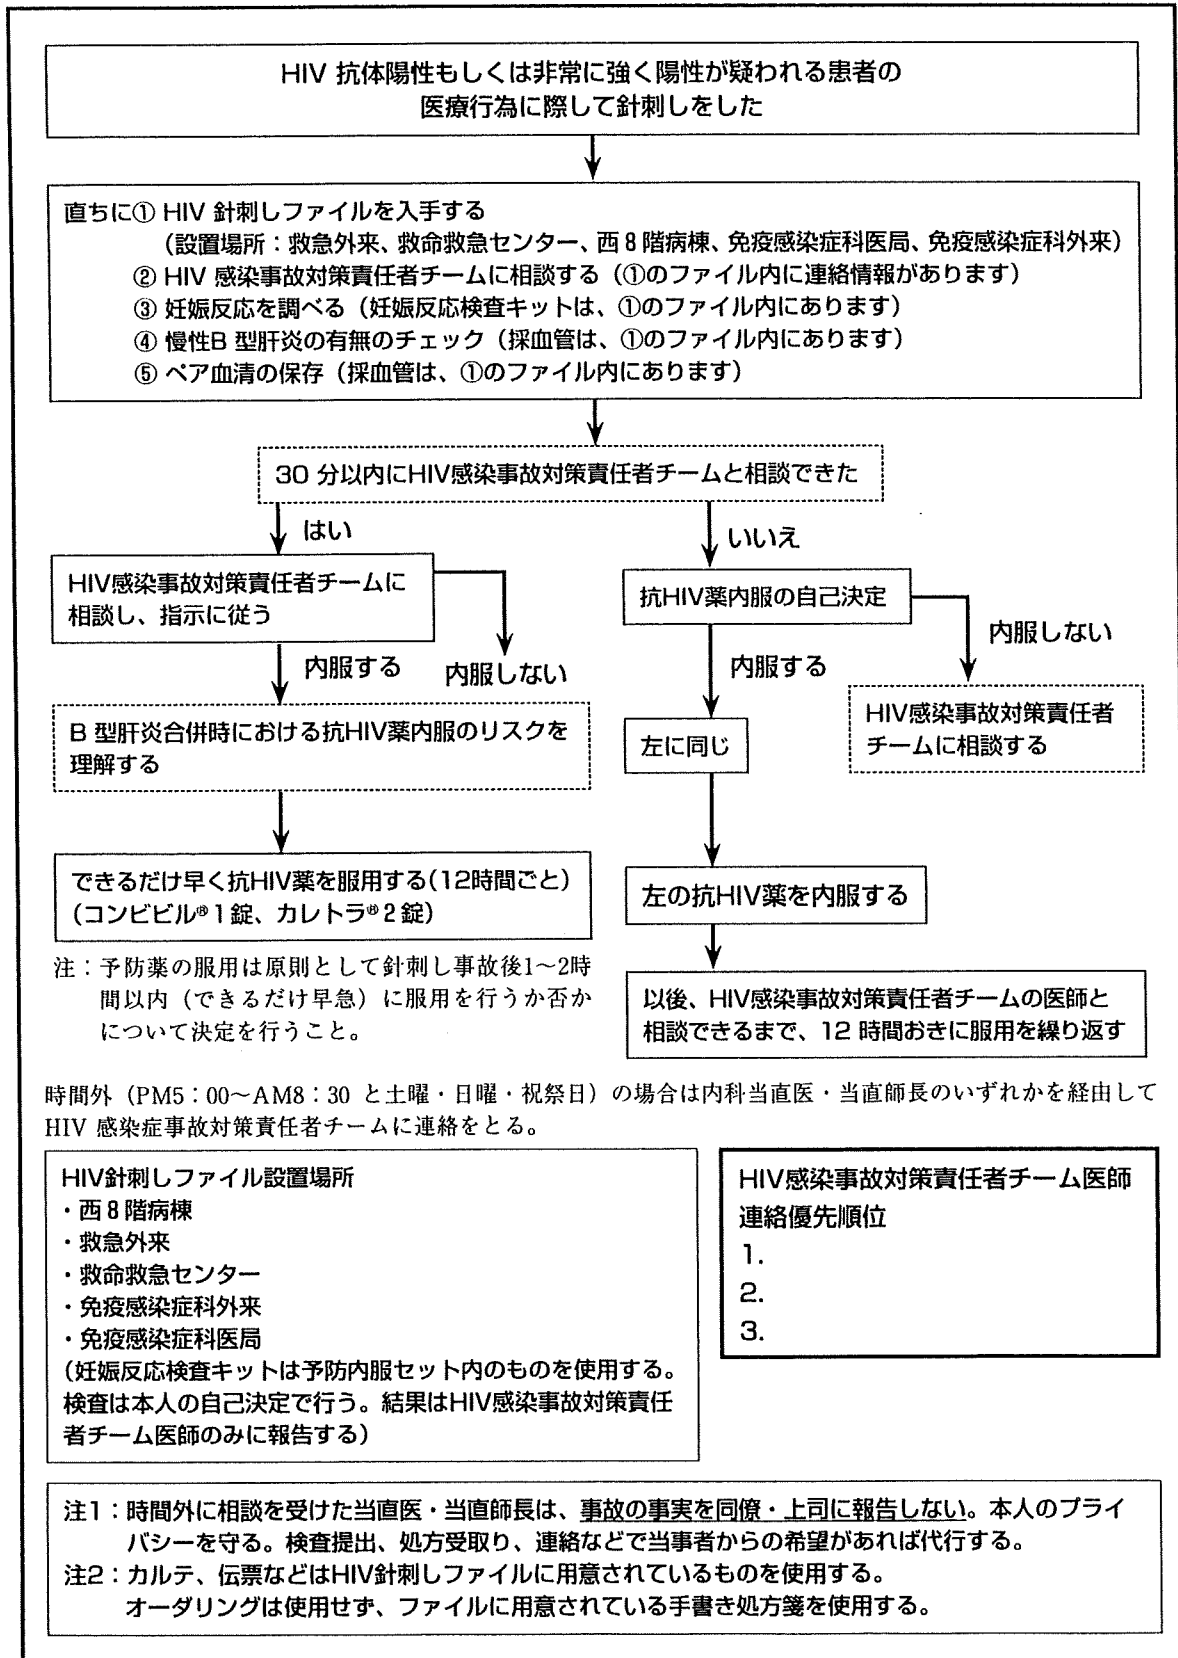 HIV 抗体陽性もしくは非常に強く陽性が疑われる患者の
医療行為に際して針刺しをした
直ちに① HIV 針刺しファイルを入手する
（設置場所：救急外来、救命救急センター、西８階病棟、免疫感染症科医局、免疫感染症科外来）
② HIV 感染事故対策責任者チームに相談する（①のファイル内に連絡情報があります）
③ 妊娠反応を調べる（妊娠反応検査キットは、①のファイル内にあります）
④ 慢性B 型肝炎の有無のチェック（採血管は、①のファイル内にあります）
⑤ ペア血清の保存（採血管は、①のファイル内にあります）
30 分以内にHIV感染事故対策責任者チームと相談できた
はい
いいえ
HIV感染事故対策責任者チームに
相談し、指示に従う
抗HIV薬内服の自己決定
内服する
内服しない
内服する
内服しない
B 型肝炎合併時における抗HIV薬内服のリスクを
理解する
左に同じ
HIV感染事故対策責任者
チームに相談する
できるだけ早く抗HIV薬を服用する（12時間ごと）
（コンビビル®１錠、カレトラ®２錠）
左の抗HIV薬を内服する
注：予防薬の服用は原則として針刺し事故後1～2時
間以内（できるだけ早急）に服用を行うか否か
について決定を行うこと。
以後、HIV感染事故対策責任者チームの医師と
相談できるまで、12 時間おきに服用を繰り返す
時間外（PM5：00～AM8：30 と土曜・日曜・祝祭日）の場合は内科当直医・当直師長のいずれかを経由して
HIV 感染症事故対策責任者チームに連絡をとる。
HIV針刺しファイル設置場所
・西８階病棟
・救急外来
・救命救急センター
・免疫感染症科外来
・免疫感染症科医局
（妊娠反応検査キットは予防内服セット内のものを使用する。
検査は本人の自己決定で行う。結果はHIV感染事故対策責任
者チーム医師のみに報告する）
HIV感染事故対策責任者チーム医師
連絡優先順位
1.
2.
3.
注1：時間外に相談を受けた当直医・当直師長は、事故の事実を同僚・上司に報告しない。本人のプライ
バシーを守る。検査提出、処方受取り、連絡などで当事者からの希望があれば代行する。
注2：カルテ、伝票などはHIV針刺しファイルに用意されているものを使用する。
オーダリングは使用せず、ファイルに用意されている手書き処方箋を使用する。